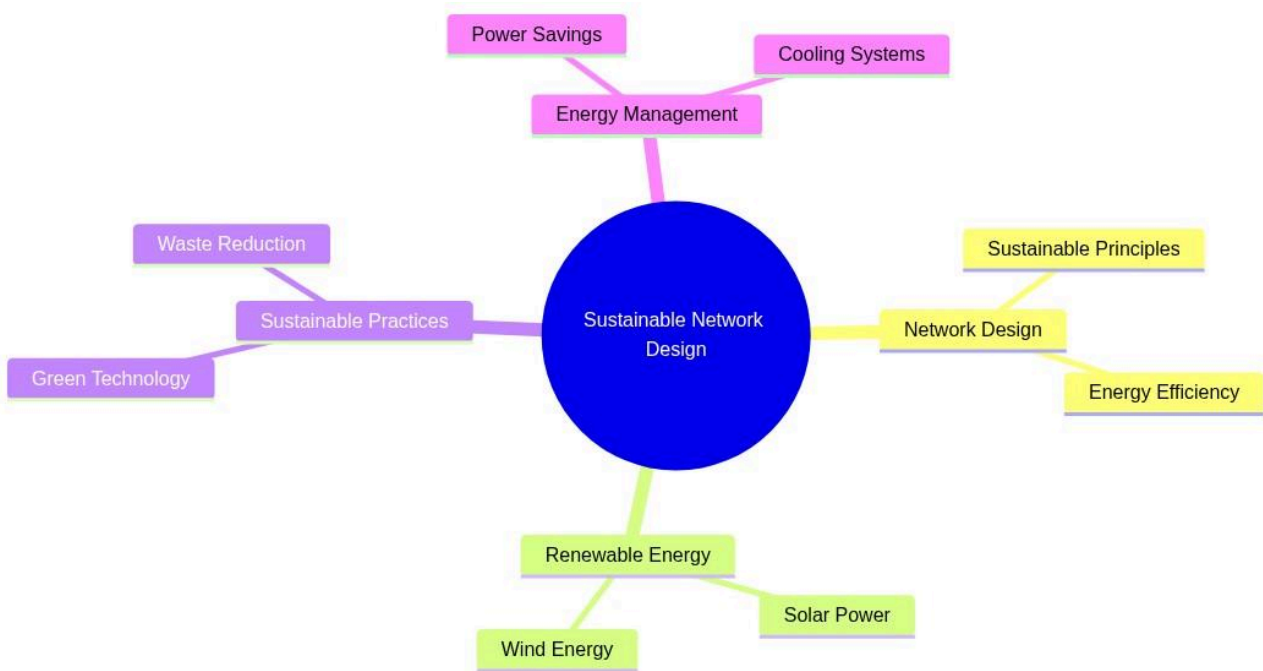 Power Savings
Cooling Systems
Energy Management
Waste Reduction
Sustainable Principles
Sustainable Practices
Sustainable Network
Design
Network Design
Green Technology
Energy Efficiency
Renewable Energy
Solar Power
Wind Energy